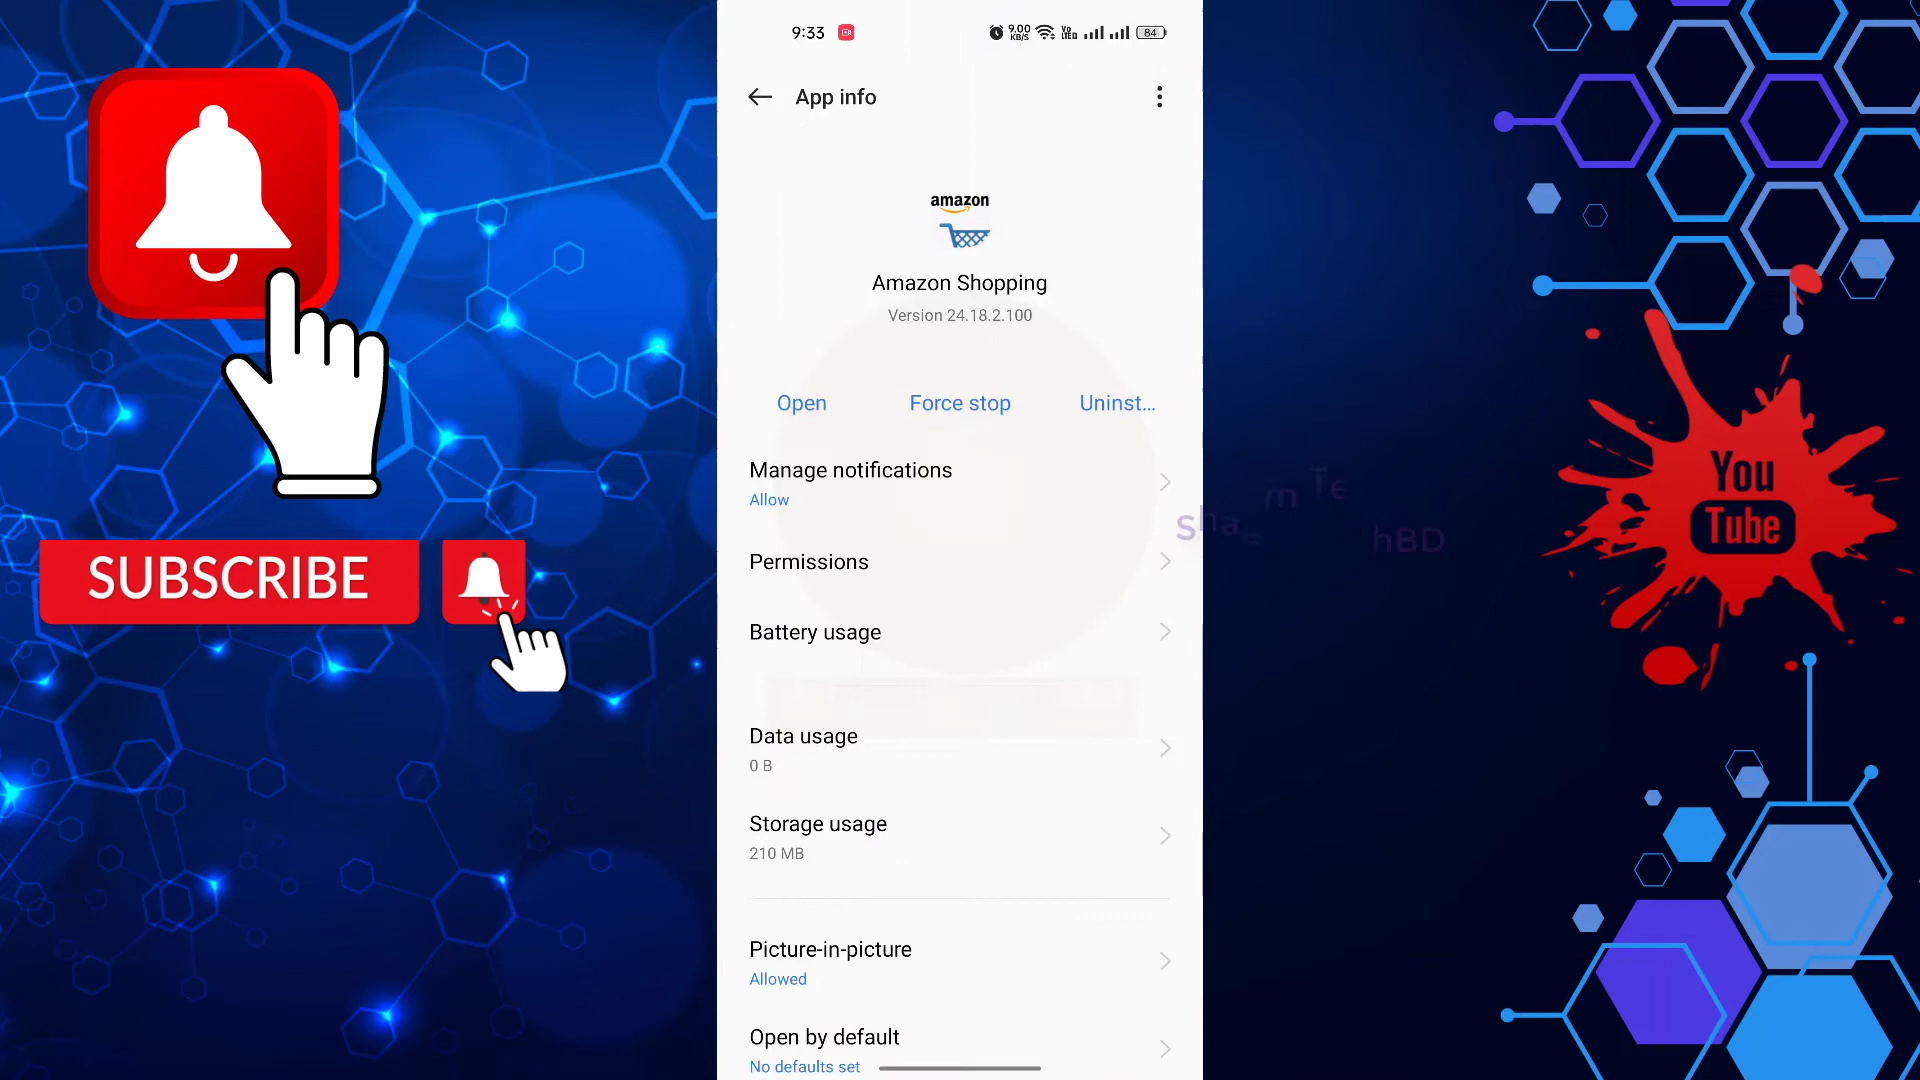 9:33
9.00 KB/S
Vo LTE
84
App info
amazon
Amazon Shopping
Version 24.18.2.100
Open
Force stop
Uninst...
Manage notifications
Allow
Permissions
Battery usage
Data usage
0 B
Storage usage
210 MB
Picture-in-picture
Allowed
Open by default
No defaults set
SUBSCRIBE
You
Tube